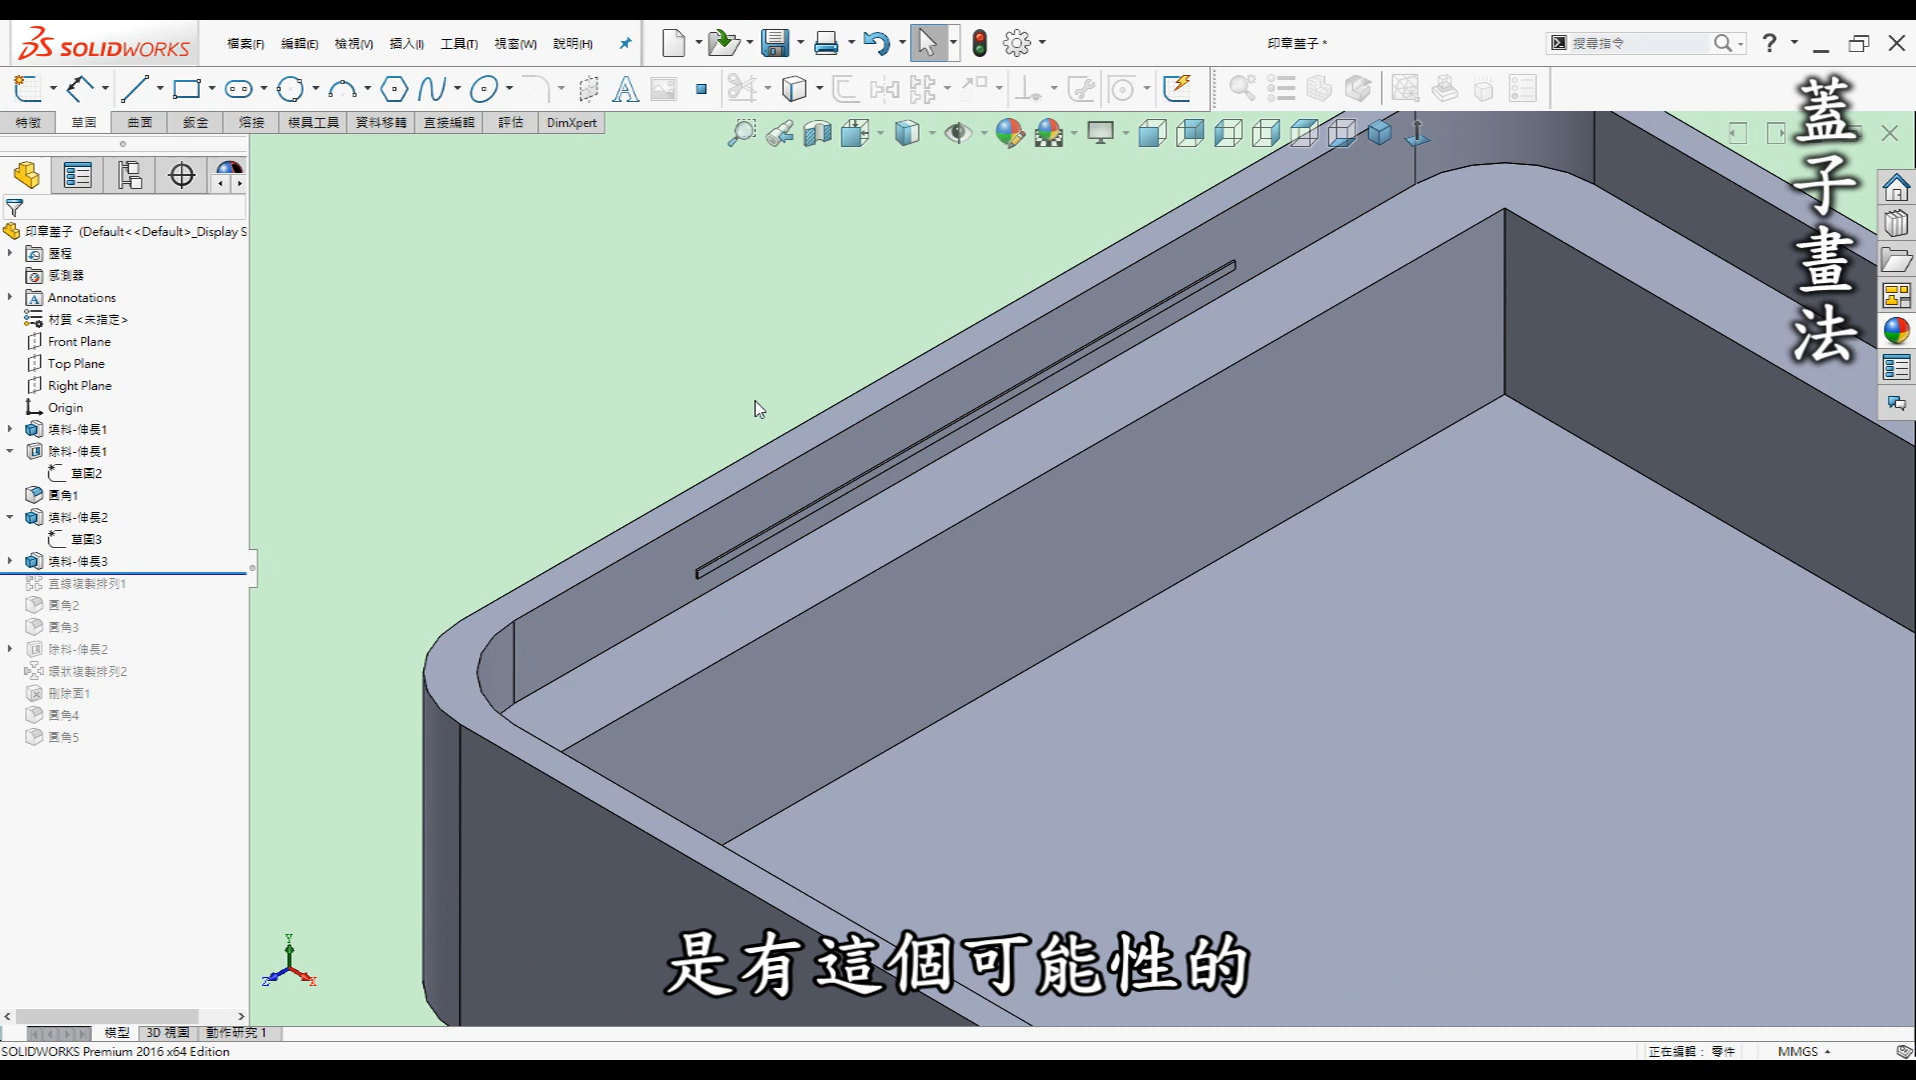 SOLIDWORKS
檔案(F) 編輯(E) 檢視(V) 插入(I) 工具(T) 視窗(W) 說明(H)
印章蓋子 *
搜尋指令
特徵 草圖 曲面 鈑金 熔接 模具工具 資料移轉 直接編輯 評估 DimXpert
印章蓋子 (Default<<Default>_Display S
歷程
感測器
Annotations
材質 <未指定>
Front Plane
Top Plane
Right Plane
Origin
填料-伸長1
除料-伸長1
草圖2
圓角1
填料-伸長2
草圖3
填料-伸長3
直線複製排列1
圓角2
圓角3
除料-伸長2
環狀複製排列2
刪除面1
圓角4
圓角5
蓋子畫法
是有這個可能性的
Y
Z
X
模型 3D 視圖 動作研究 1
SOLIDWORKS Premium 2016 x64 Edition
正在編輯： 零件
MMGS